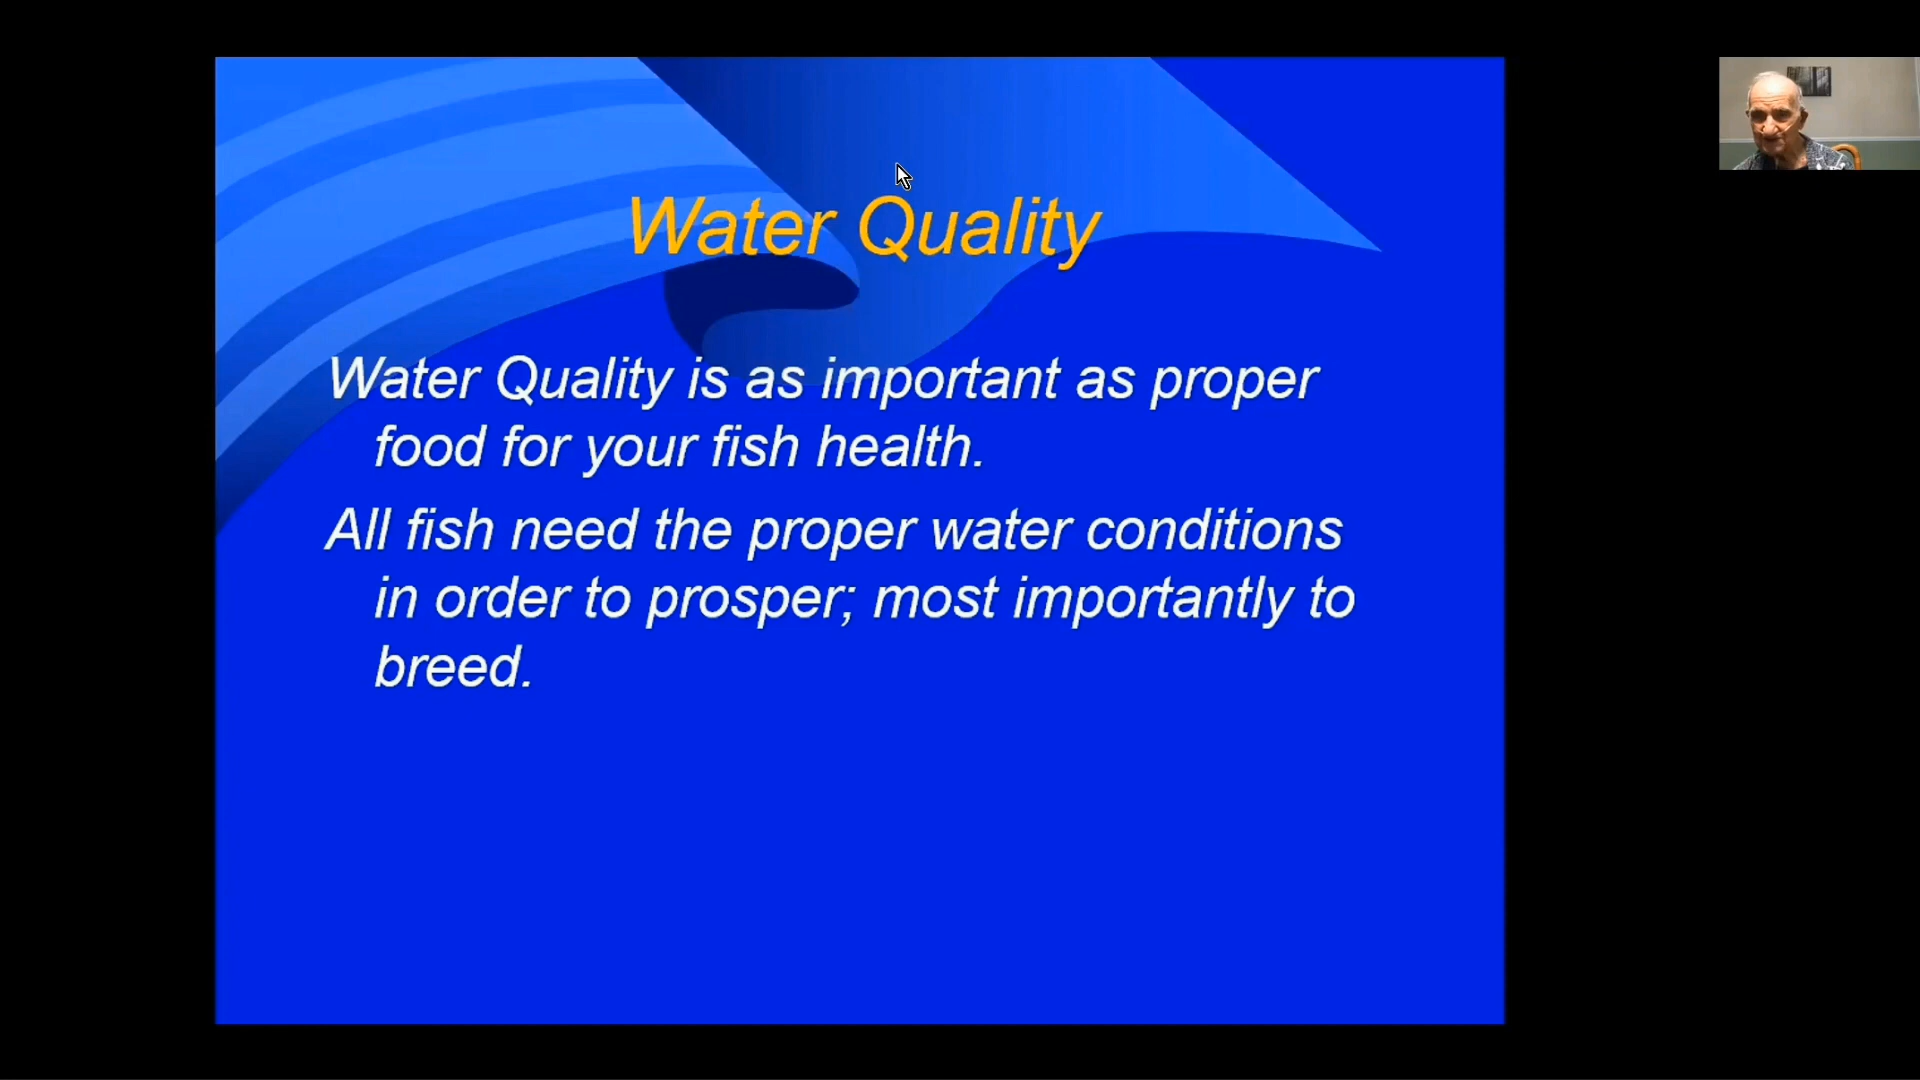 Water Quality
Water Quality is as important as proper
food for your fish health.
All fish need the proper water conditions
in order to prosper; most importantly to
breed.